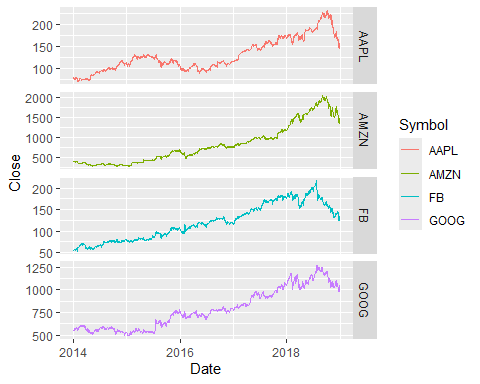 200
150
100
AAPL
2000
1500
1000
500
AMZN
200
150
100
50
FB
1250
1000
750
500
GOOG
2014 2016 2018
Date
Close
Symbol
AAPL
AMZN
FB
GOOG